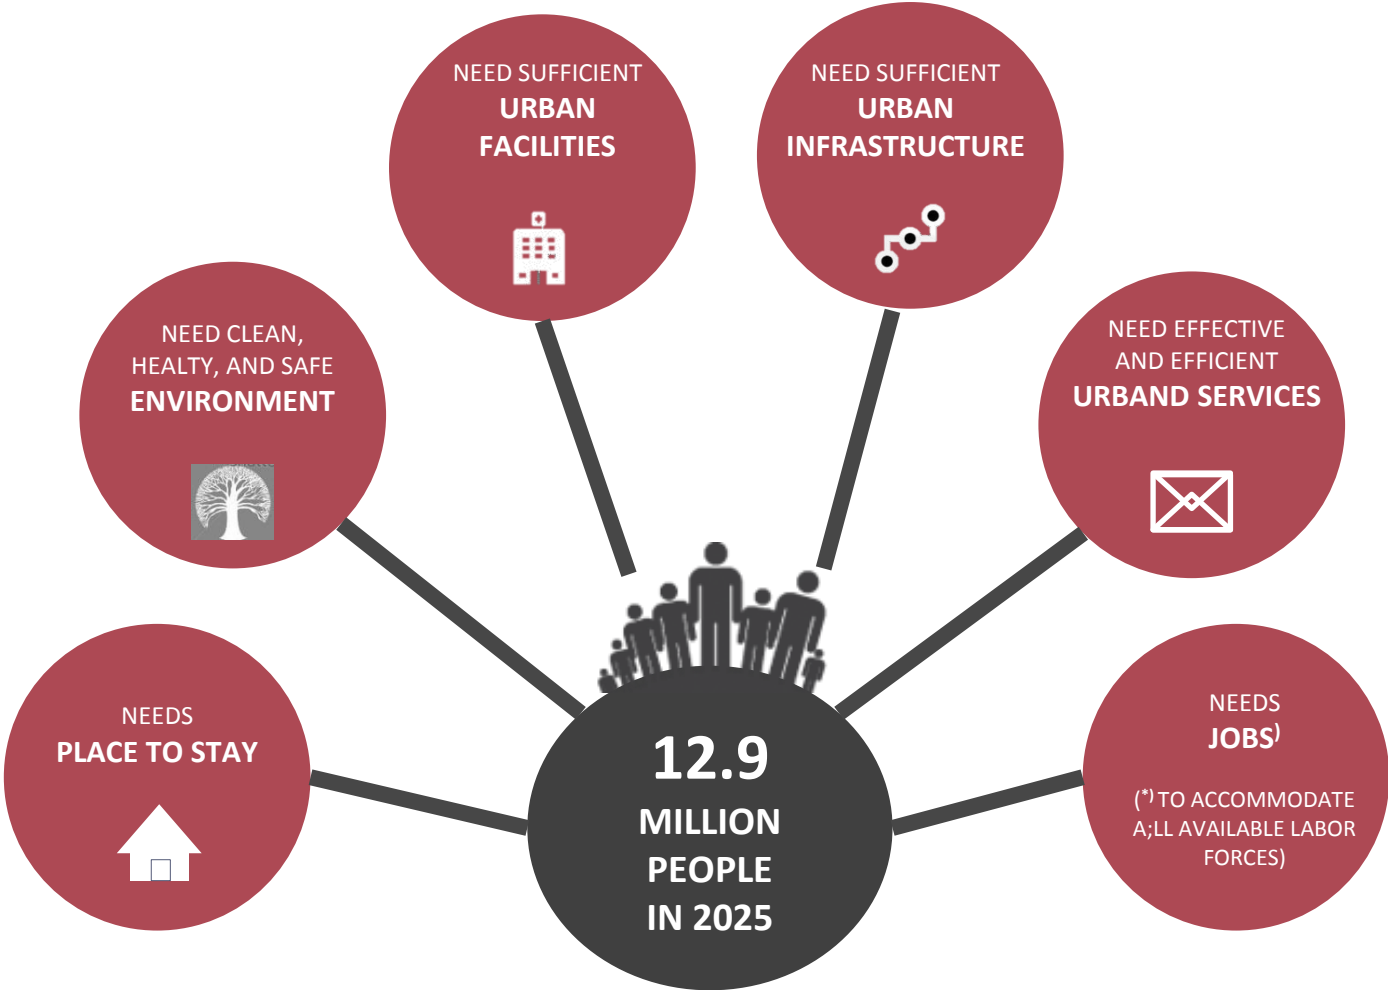 NEED SUFFICIENT
URBAN
FACILITIES
NEED SUFFICIENT
URBAN
INFRASTRUCTURE
NEED CLEAN,
HEALTY, AND SAFE
ENVIRONMENT
NEED EFFECTIVE
AND EFFICIENT
URBAND SERVICES
NEEDS
PLACE TO STAY
12.9
MILLION
PEOPLE
IN 2025
NEEDS
JOBS)
(*) TO ACCOMMODATE
A;LL AVAILABLE LABOR
FORCES)